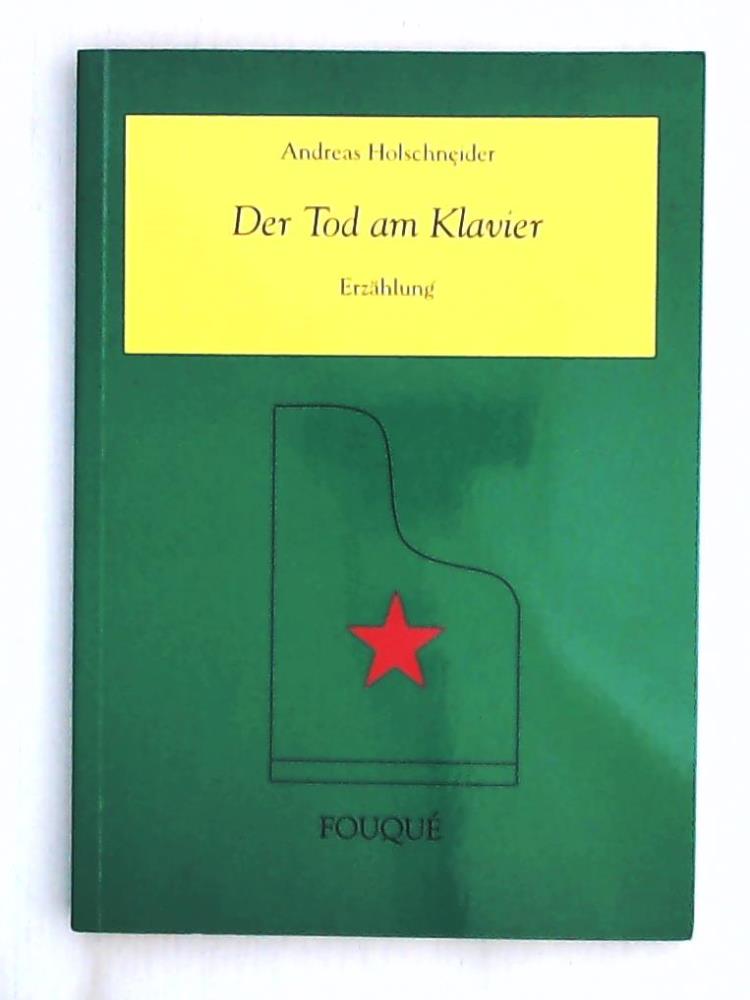 Andreas Holschneider
Der Tod am Klavier
Erzählung
FOUQUÉ